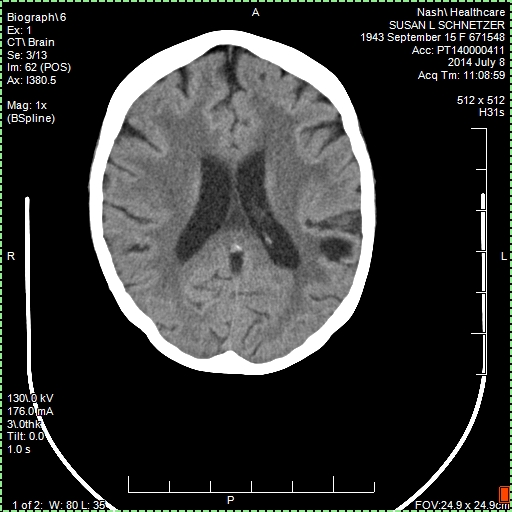 Biograph\6
Ex: 1
CT\Brain
Se: 3/13
Im: 62 (POS)
Ax: I380.5
Mag: 1x
(BSpline)
A
Nash\ Healthcare
SUSAN L SCHNETZER
1943 September 15 F 671548
Acc: PT140000411
2014 July 8
Acq Tm: 11:08:59
512 x 512
H31s
R
L
130\.0 kV
176.0 mA
3\.0thk
Tilt: 0.0
1.0 s
1 of 2: W: 80 L: 35
P
FOV:24.9 x 24.9cm